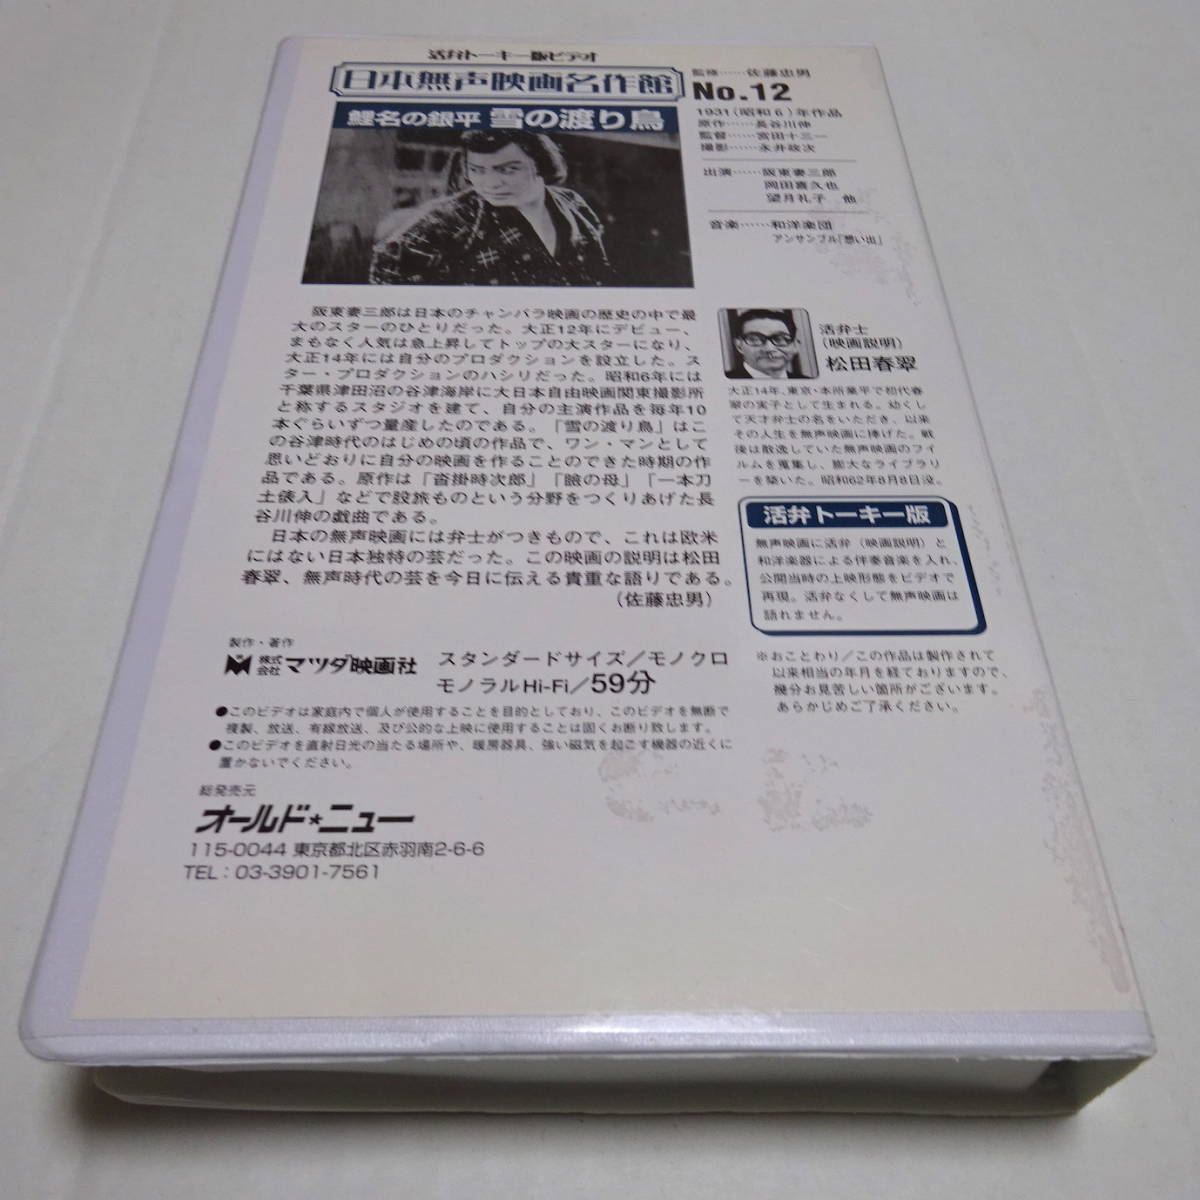 活弁トーキー版ビデオ
日本無声映画名作館
鯉名の銀平 雪の渡り鳥
監修……佐藤忠男
No.12
1931(昭和6)年作品
原作……長谷川伸
監督……宮田十三一
撮影……永井政次
出演……阪東妻三郎
岡田喜久也
望月礼子 他
音楽……和洋楽団
アンサンブル「想い出」
阪東妻三郎は日本のチャンバラ映画の歴史の中で最
大のスターのひとりだった。大正12年にデビュー、
まもなく人気は急上昇してトップの大スターになり、
大正14年には自分のプロダクションを設立した。ス
ター・プロダクションのハシリだった。昭和6年には
千葉県津田沼の谷津海岸に大日本自由映画関東撮影所
と称するスタジオを建て、自分の主演作品を毎年10
本ぐらいずつ量産したのである。「雪の渡り鳥」はこ
の谷津時代のはじめの頃の作品で、ワン・マンとして
思いどおりに自分の映画を作ることのできた時期の作
品である。原作は「沓掛時次郎」「瞼の母」「一本刀
土俵入」などで股旅ものという分野をつくりあげた長
谷川伸の戯曲である。
日本の無声映画には弁士がつきもので、これは欧米
にはない日本独特の芸だった。この映画の説明は松田
春翠、無声時代の芸を今日に伝える貴重な語りである。
(佐藤忠男)
活弁士
(映画説明)
松田春翠
大正14年、東京・本所業平で初代春
翠の実子として生まれる。幼くし
て天才弁士の名をいただき、以来
その人生を無声映画に捧げた。戦
後は散逸していた無声映画のフイ
ルムを蒐集し、膨大なライブラリ
ーを築いた。昭和62年8月8日没。
活弁トーキー版
無声映画に活弁(映画説明)と
和洋楽器による伴奏音楽を入れ、
公開当時の上映形態をビデオで
再現。活弁なくして無声映画は
語れません。
※おことわり/この作品は製作されて
以来相当の年月を経ておりますので、
機分お見苦しい箇所がございます。
あらかじめご了承ください。
製作・著作
株式会社 マツダ映画社
スタンダードサイズ/モノクロ
モノラルHi-Fi/59分
●このビデオは家庭内で個人が使用することを目的としており、このビデオを無断で
複製、放送、有線放送、及び公的な上映に使用することは固くお断り致します。
●このビデオを直射日光の当たる場所や、暖房器具、強い磁気を起こす機器の近くに
置かないでください。
総発売元
オールド★ニュー
115-0044 東京都北区赤羽南2-6-6
TEL:03-3901-7561